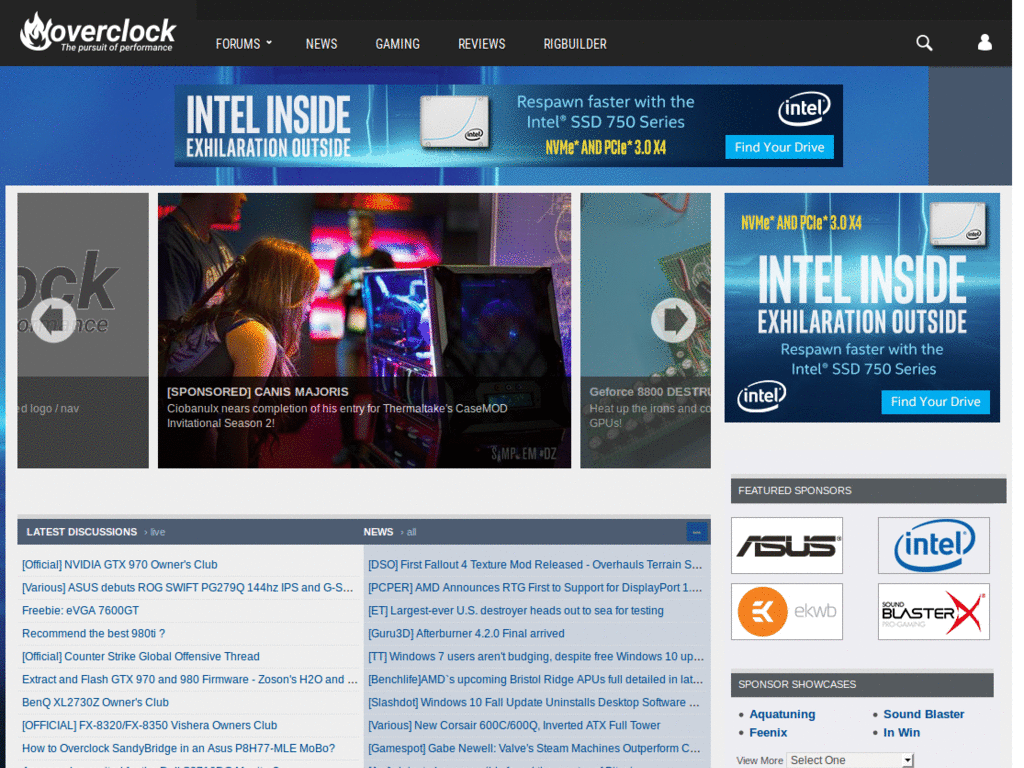 overclock
The pursuit of performance
FORUMS NEWS GAMING REVIEWS RIGBUILDER
INTEL INSIDE
EXHILARATION OUTSIDE
Respawn faster with the
Intel® SSD 750 Series
NVMe* AND PCIe* 3.0 X4
intel
Find Your Drive
ock
ormance
ed logo / nav
[SPONSORED] CANIS MAJORIS
Ciobanulx nears completion of his entry for Thermaltake's CaseMOD
Invitational Season 2!
Geforce 8800 DESTRU
Heat up the irons and co
GPUs!
NVMe* AND PCIe* 3.0 X4
intel
INTEL INSIDE
EXHILARATION OUTSIDE
Respawn faster with the
Intel® SSD 750 Series
intel
Find Your Drive
LATEST DISCUSSIONS › live
[Official] NVIDIA GTX 970 Owner's Club
[Various] ASUS debuts ROG SWIFT PG279Q 144hz IPS and G-S...
Freebie: eVGA 7600GT
Recommend the best 980ti ?
[Official] Counter Strike Global Offensive Thread
Extract and Flash GTX 970 and 980 Firmware - Zoson's H2O and ...
BenQ XL2730Z Owner's Club
[OFFICIAL] FX-8320/FX-8350 Vishera Owners Club
How to Overclock SandyBridge in an Asus P8H77-MLE MoBo?
NEWS › all
[DSO] First Fallout 4 Texture Mod Released - Overhauls Terrain S...
[PCPER] AMD Announces RTG First to Support for DisplayPort 1....
[ET] Largest-ever U.S. destroyer heads out to sea for testing
[Guru3D] Afterburner 4.2.0 Final arrived
[TT] Windows 7 users aren't budging, despite free Windows 10 up...
[Benchlife]AMD`s upcoming Bristol Ridge APUs full detailed in lat...
[Slashdot] Windows 10 Fall Update Uninstalls Desktop Software ...
[Various] New Corsair 600C/600Q, Inverted ATX Full Tower
[Gamespot] Gabe Newell: Valve's Steam Machines Outperform C...
FEATURED SPONSORS
ASUS intel
ekwb
SOUND
BLASTERX
PRO-GAMING
SPONSOR SHOWCASES
Aquatuning Sound Blaster
Feenix In Win
View More Select One